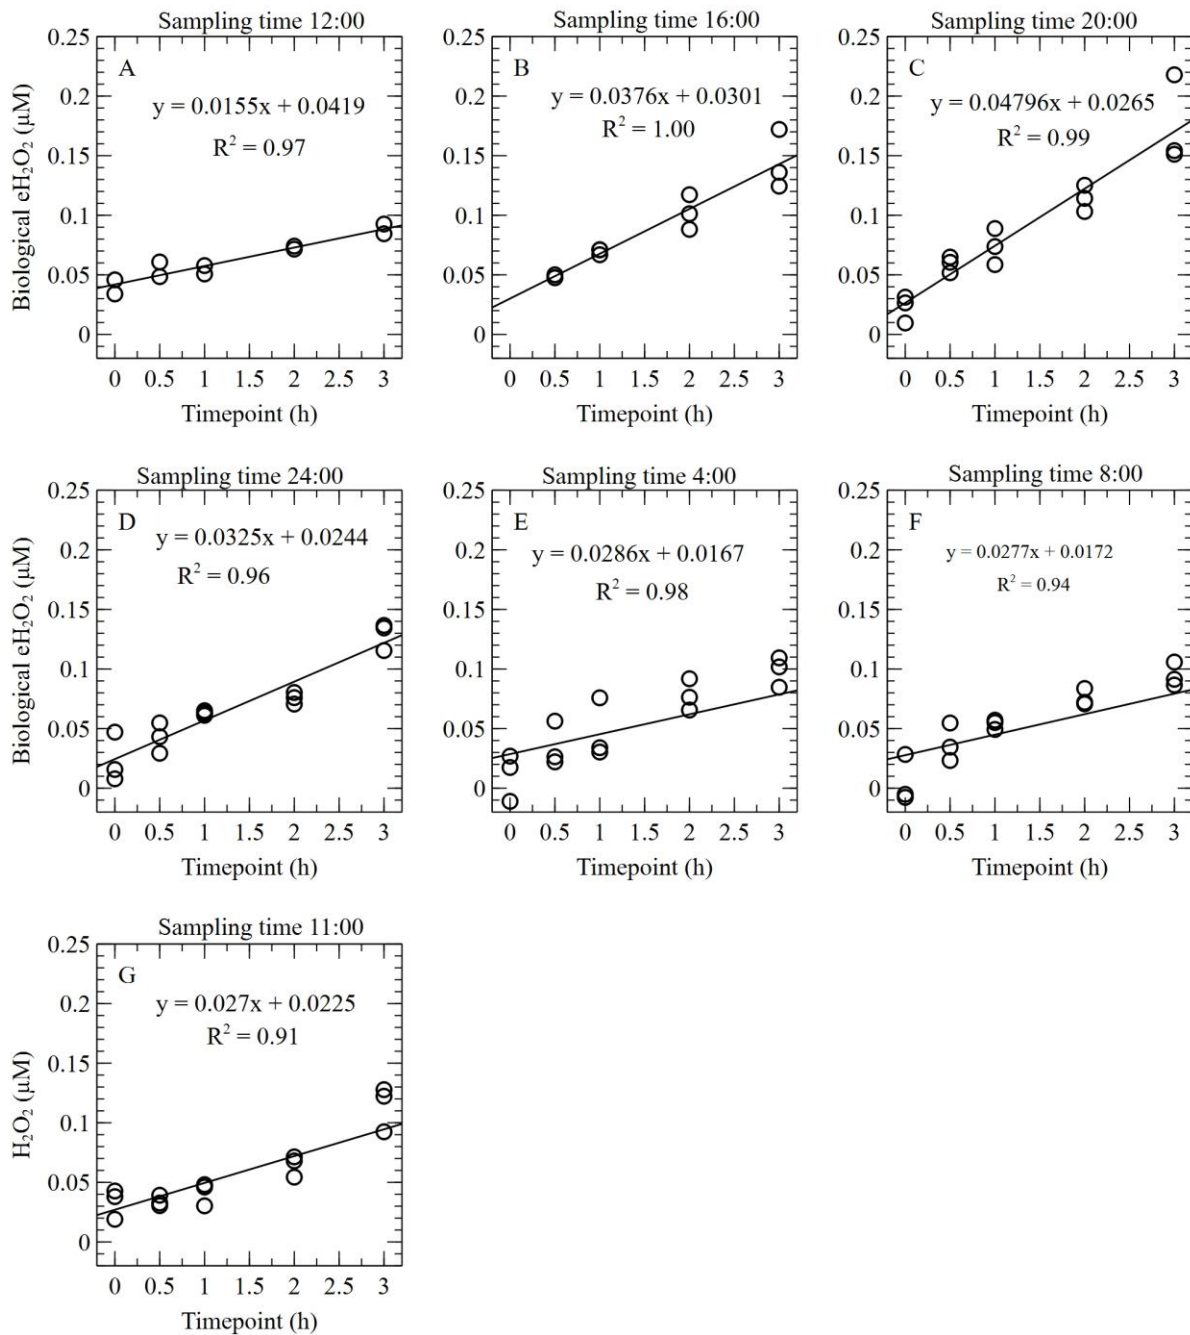 Sampling time 12:00
Sampling time 16:00
Sampling time 20:00
A
B
C
y = 0.0155x + 0.0419
R² = 0.97
y = 0.0376x + 0.0301
R² = 1.00
y = 0.04796x + 0.0265
R² = 0.99
Biological eH₂O₂ (µM)
0.25
0.2
0.15
0.1
0.05
0
0 0.5 1 1.5 2 2.5 3
Timepoint (h)
0.25
0.2
0.15
0.1
0.05
0
0 0.5 1 1.5 2 2.5 3
Timepoint (h)
0.25
0.2
0.15
0.1
0.05
0
0 0.5 1 1.5 2 2.5 3
Timepoint (h)
Sampling time 24:00
Sampling time 4:00
Sampling time 8:00
D
E
F
y = 0.0325x + 0.0244
R² = 0.96
y = 0.0286x + 0.0167
R² = 0.98
y = 0.0277x + 0.0172
R² = 0.94
Biological eH₂O₂ (µM)
0.25
0.2
0.15
0.1
0.05
0
0 0.5 1 1.5 2 2.5 3
Timepoint (h)
0.25
0.2
0.15
0.1
0.05
0
0 0.5 1 1.5 2 2.5 3
Timepoint (h)
0.25
0.2
0.15
0.1
0.05
0
0 0.5 1 1.5 2 2.5 3
Timepoint (h)
Sampling time 11:00
G
y = 0.027x + 0.0225
R² = 0.91
H₂O₂ (µM)
0.25
0.2
0.15
0.1
0.05
0
0 0.5 1 1.5 2 2.5 3
Timepoint (h)